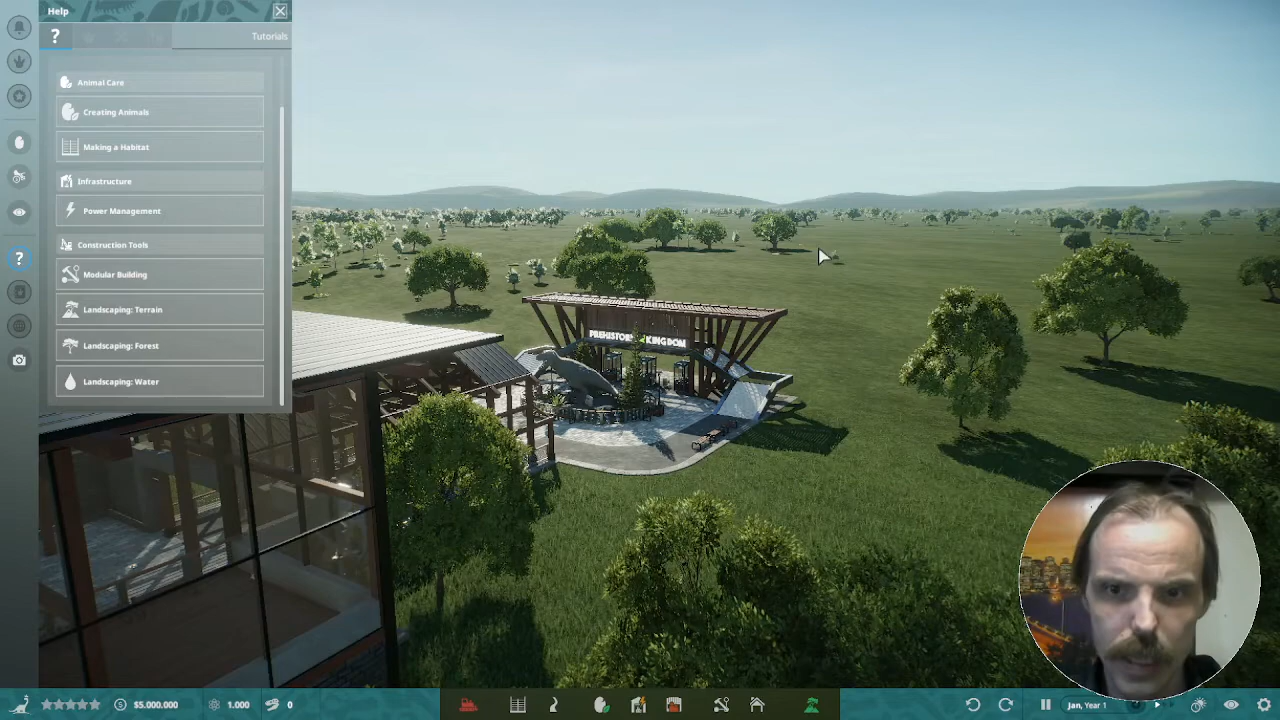 Help
?
Tutorials
Animal Care
Creating Animals
Making a Habitat
Infrastructure
Power Management
Construction Tools
Modular Building
Landscaping: Terrain
Landscaping: Forest
Landscaping: Water
?
PREHISTORIC KINGDOM
$5.000.000
1.000
0
Jan, Year 1